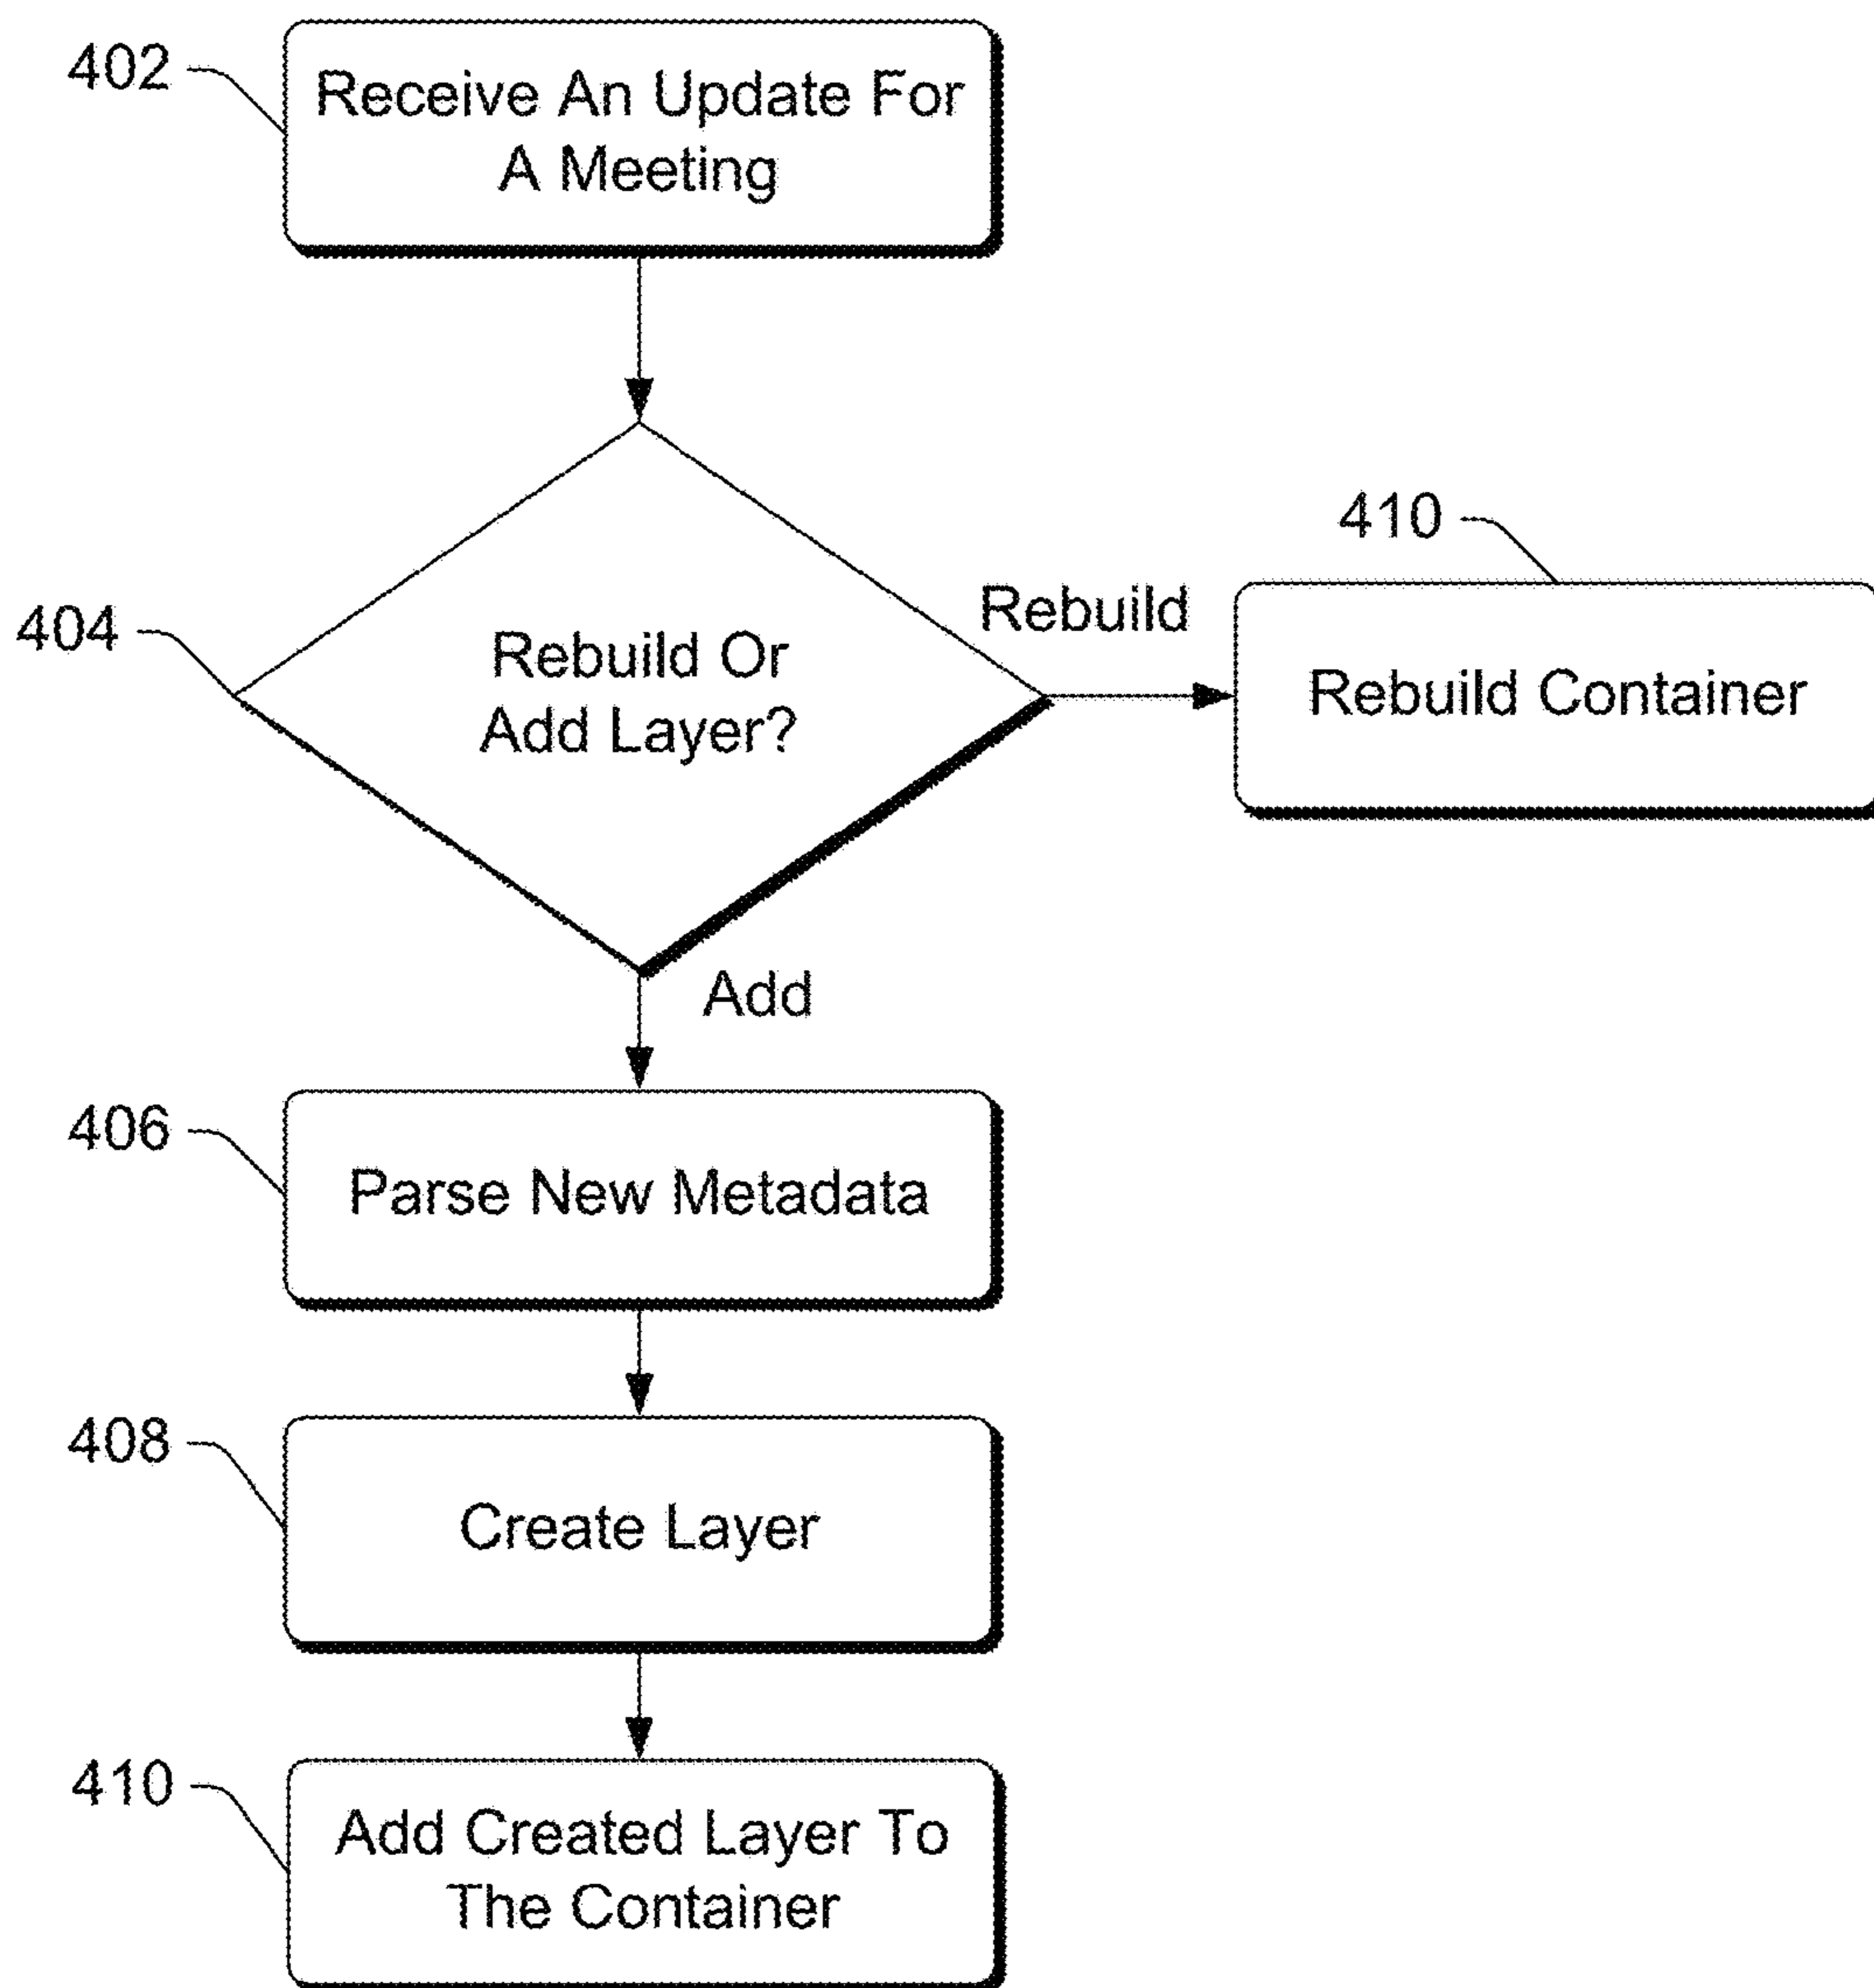 402
Receive An Update For
A Meeting
404
Rebuild Or
Add Layer?
Rebuild
410
Rebuild Container
Add
406
Parse New Metadata
408
Create Layer
410
Add Created Layer To
The Container